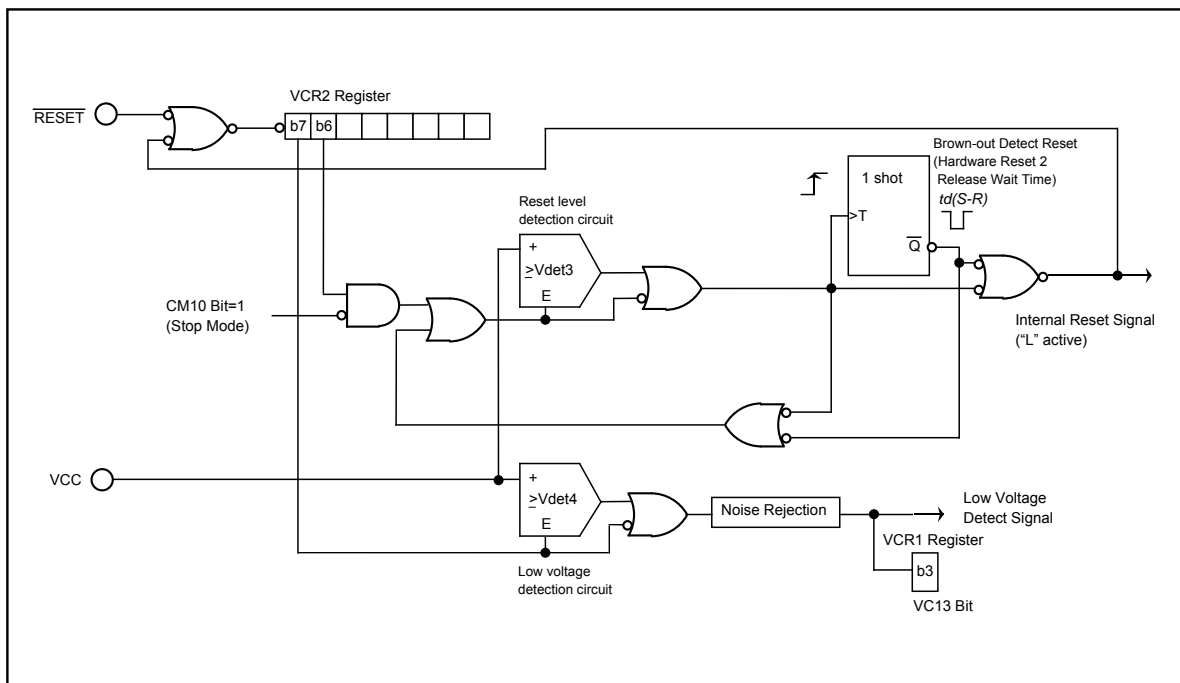 VCR2 Register
RESET
b7 b6
Brown-out Detect Reset
(Hardware Reset 2
Release Wait Time)
td(S-R)
1 shot
>T
Q
Reset level
detection circuit
+
≥Vdet3
E
CM10 Bit=1
(Stop Mode)
Internal Reset Signal
(“L” active)
VCC
+
≥Vdet4
E
Low voltage
detection circuit
Noise Rejection
Low Voltage
Detect Signal
VCR1 Register
b3
VC13 Bit